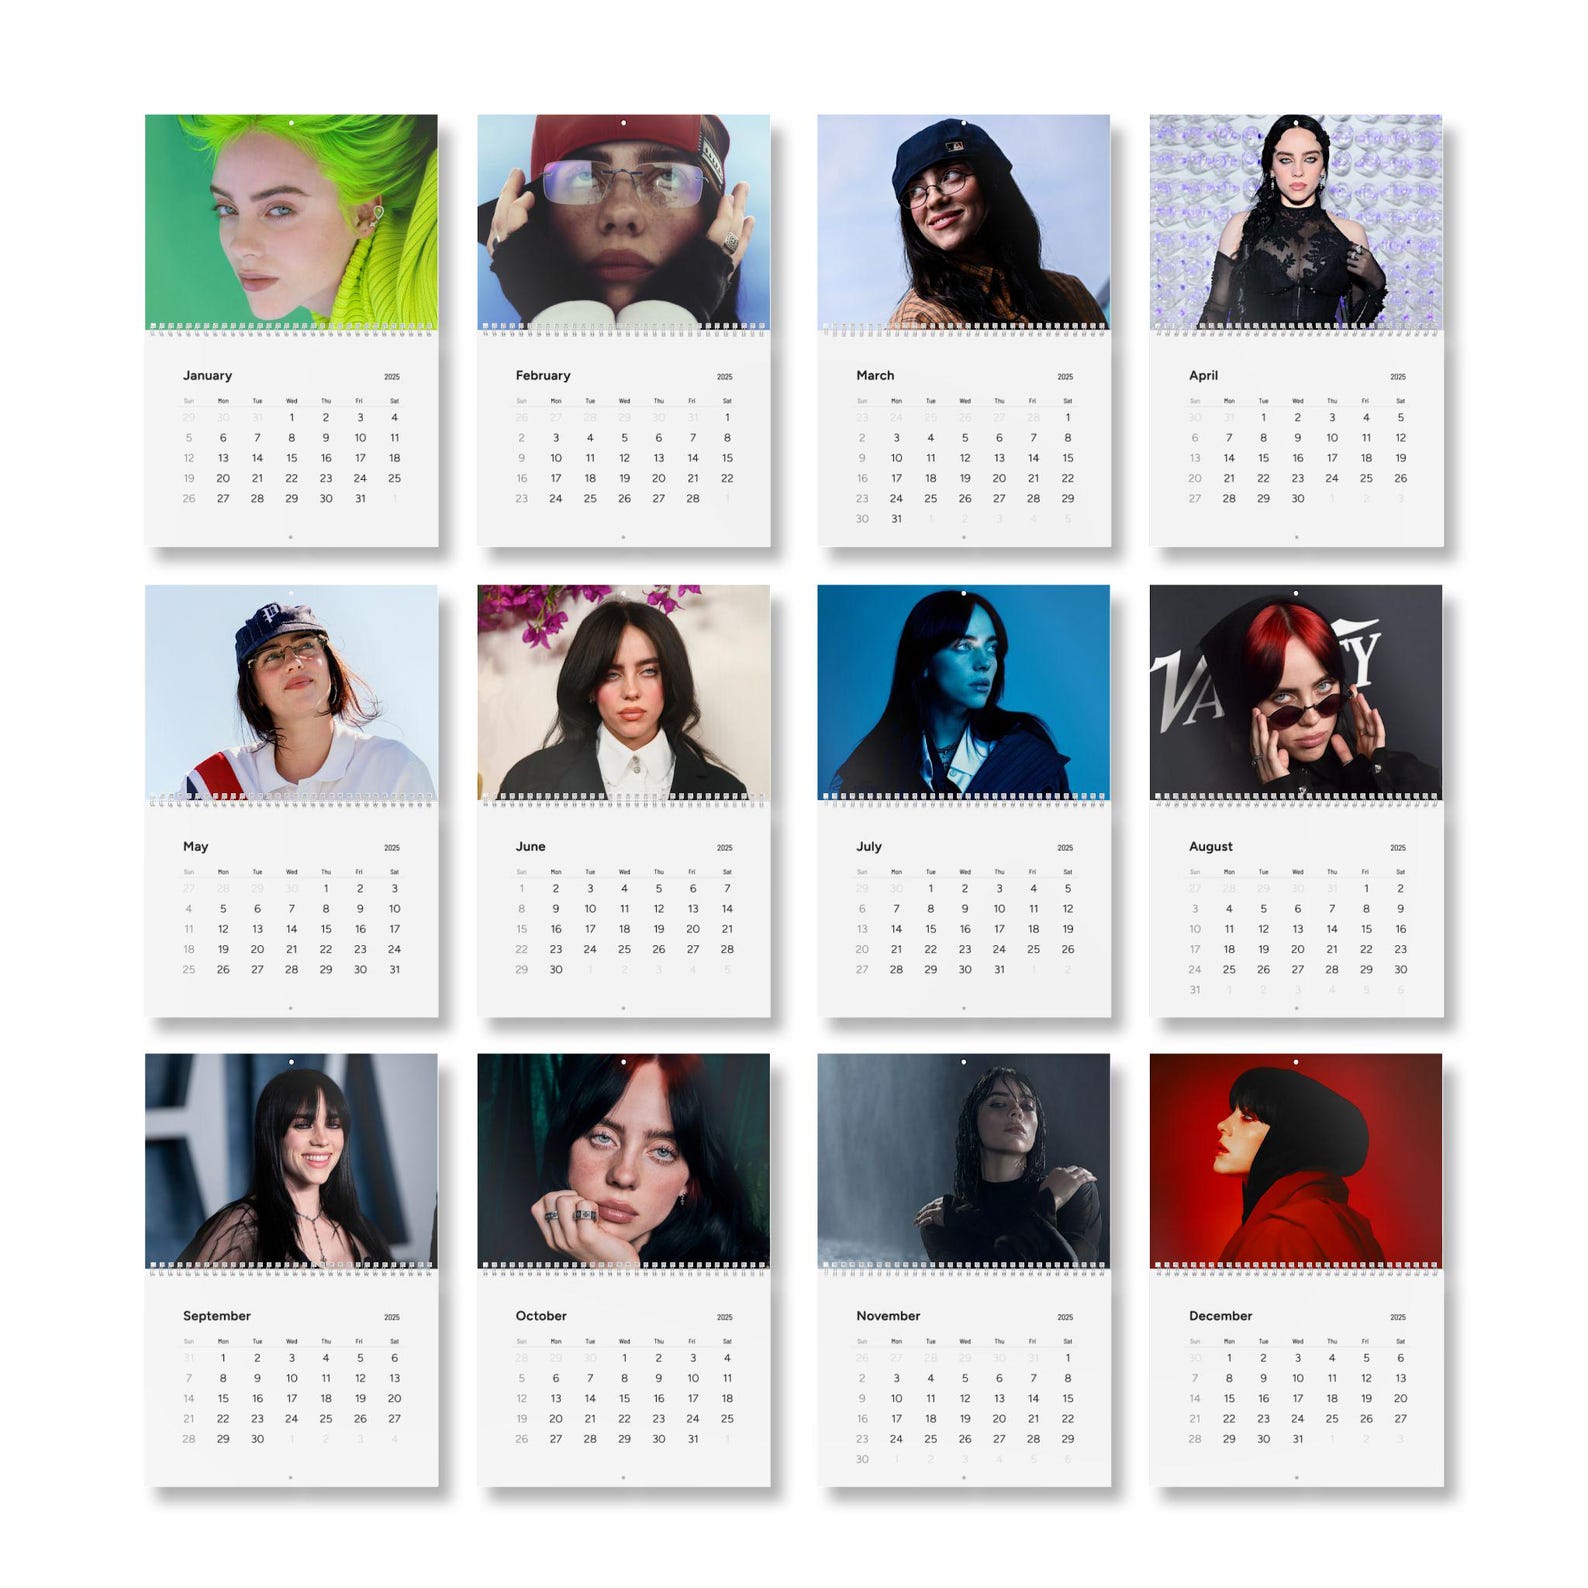 January 2025
Sun Mon Tue Wed Thu Fri Sat
29 30 31 1 2 3 4
5 6 7 8 9 10 11
12 13 14 15 16 17 18
19 20 21 22 23 24 25
26 27 28 29 30 31 1
February 2025
Sun Mon Tue Wed Thu Fri Sat
26 27 28 29 30 31 1
2 3 4 5 6 7 8
9 10 11 12 13 14 15
16 17 18 19 20 21 22
23 24 25 26 27 28 1
March 2025
Sun Mon Tue Wed Thu Fri Sat
23 24 25 26 27 28 1
2 3 4 5 6 7 8
9 10 11 12 13 14 15
16 17 18 19 20 21 22
23 24 25 26 27 28 29
30 31 1 2 3 4 5
April 2025
Sun Mon Tue Wed Thu Fri Sat
30 31 1 2 3 4 5
6 7 8 9 10 11 12
13 14 15 16 17 18 19
20 21 22 23 24 25 26
27 28 29 30 1 2 3
May 2025
Sun Mon Tue Wed Thu Fri Sat
27 28 29 30 1 2 3
4 5 6 7 8 9 10
11 12 13 14 15 16 17
18 19 20 21 22 23 24
25 26 27 28 29 30 31
June 2025
Sun Mon Tue Wed Thu Fri Sat
1 2 3 4 5 6 7
8 9 10 11 12 13 14
15 16 17 18 19 20 21
22 23 24 25 26 27 28
29 30 1 2 3 4 5
July 2025
Sun Mon Tue Wed Thu Fri Sat
29 30 1 2 3 4 5
6 7 8 9 10 11 12
13 14 15 16 17 18 19
20 21 22 23 24 25 26
27 28 29 30 31 1 2
VA TY
August 2025
Sun Mon Tue Wed Thu Fri Sat
27 28 29 30 31 1 2
3 4 5 6 7 8 9
10 11 12 13 14 15 16
17 18 19 20 21 22 23
24 25 26 27 28 29 30
31 1 2 3 4 5 6
September 2025
Sun Mon Tue Wed Thu Fri Sat
31 1 2 3 4 5 6
7 8 9 10 11 12 13
14 15 16 17 18 19 20
21 22 23 24 25 26 27
28 29 30 1 2 3 4
October 2025
Sun Mon Tue Wed Thu Fri Sat
28 29 30 1 2 3 4
5 6 7 8 9 10 11
12 13 14 15 16 17 18
19 20 21 22 23 24 25
26 27 28 29 30 31 1
November 2025
Sun Mon Tue Wed Thu Fri Sat
26 27 28 29 30 31 1
2 3 4 5 6 7 8
9 10 11 12 13 14 15
16 17 18 19 20 21 22
23 24 25 26 27 28 29
30 1 2 3 4 5 6
December 2025
Sun Mon Tue Wed Thu Fri Sat
30 1 2 3 4 5 6
7 8 9 10 11 12 13
14 15 16 17 18 19 20
21 22 23 24 25 26 27
28 29 30 31 1 2 3